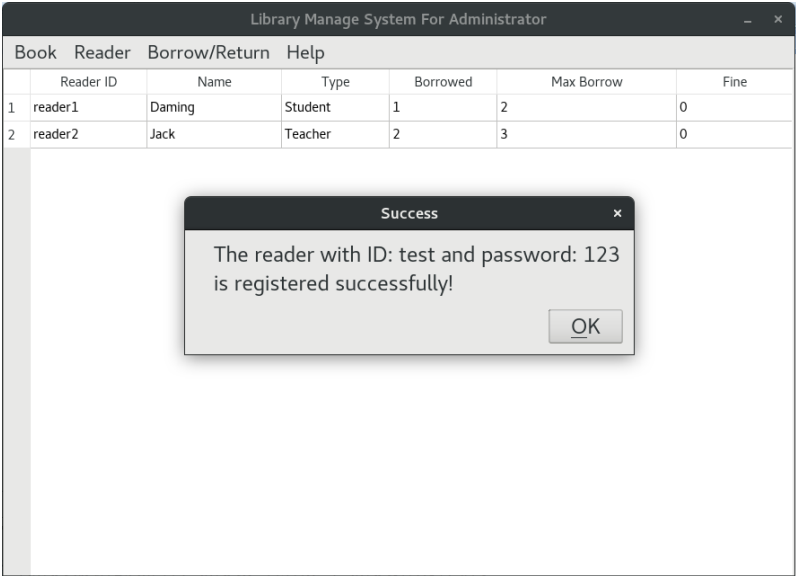 Library Manage System For Administrator
Book Reader Borrow/Return Help
Reader ID Name Type Borrowed Max Borrow Fine
1 reader1 Daming Student 1 2 0
2 reader2 Jack Teacher 2 3 0
Success
The reader with ID: test and password: 123
is registered successfully!
OK